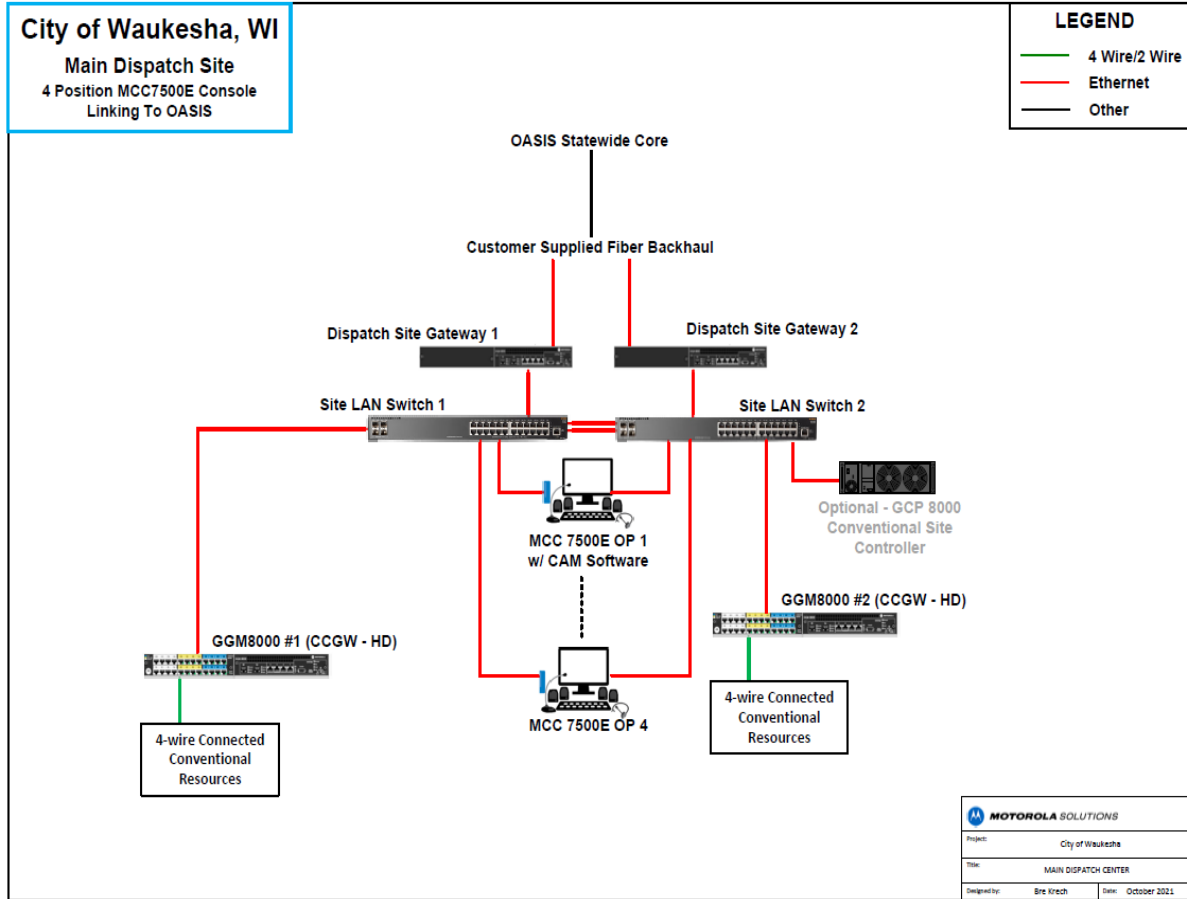 City of Waukesha, WI
Main Dispatch Site
4 Position MCC7500E Console
Linking To OASIS
LEGEND
4 Wire/2 Wire
Ethernet
Other
OASIS Statewide Core
Customer Supplied Fiber Backhaul
Dispatch Site Gateway 1
Dispatch Site Gateway 2
Site LAN Switch 1
Site LAN Switch 2
Optional - GCP 8000
Conventional Site
Controller
MCC 7500E OP 1
w/ CAM Software
GGM8000 #2 (CCGW - HD)
GGM8000 #1 (CCGW - HD)
4-wire Connected
Conventional
Resources
MCC 7500E OP 4
4-wire Connected
Conventional
Resources
MOTOROLA SOLUTIONS
Project: City of Waukesha
Title: MAIN DISPATCH CENTER
Designed by: Bre Krech Date: October 2021